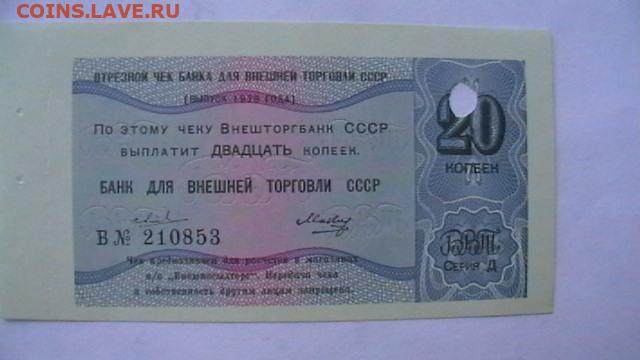 COINS.LAVE.RU
ОТРЕЗНОЙ ЧЕК БАНКА ДЛЯ ВНЕШНЕЙ ТОРГОВЛИ СССР
[ВЫПУСК 1979 ГОДА]
По этому чеку Внешторгбанк СССР
выплатит ДВАДЦАТЬ копеек.
БАНК ДЛЯ ВНЕШНЕЙ ТОРГОВЛИ СССР
В № 210853
Чек предназначен для расчетов в магазинах
в/о „Внешпосылторг". Передача чека
в собственность другим лицам запрещена.
20
КОПЕЕК
ВВТ
Серия Д